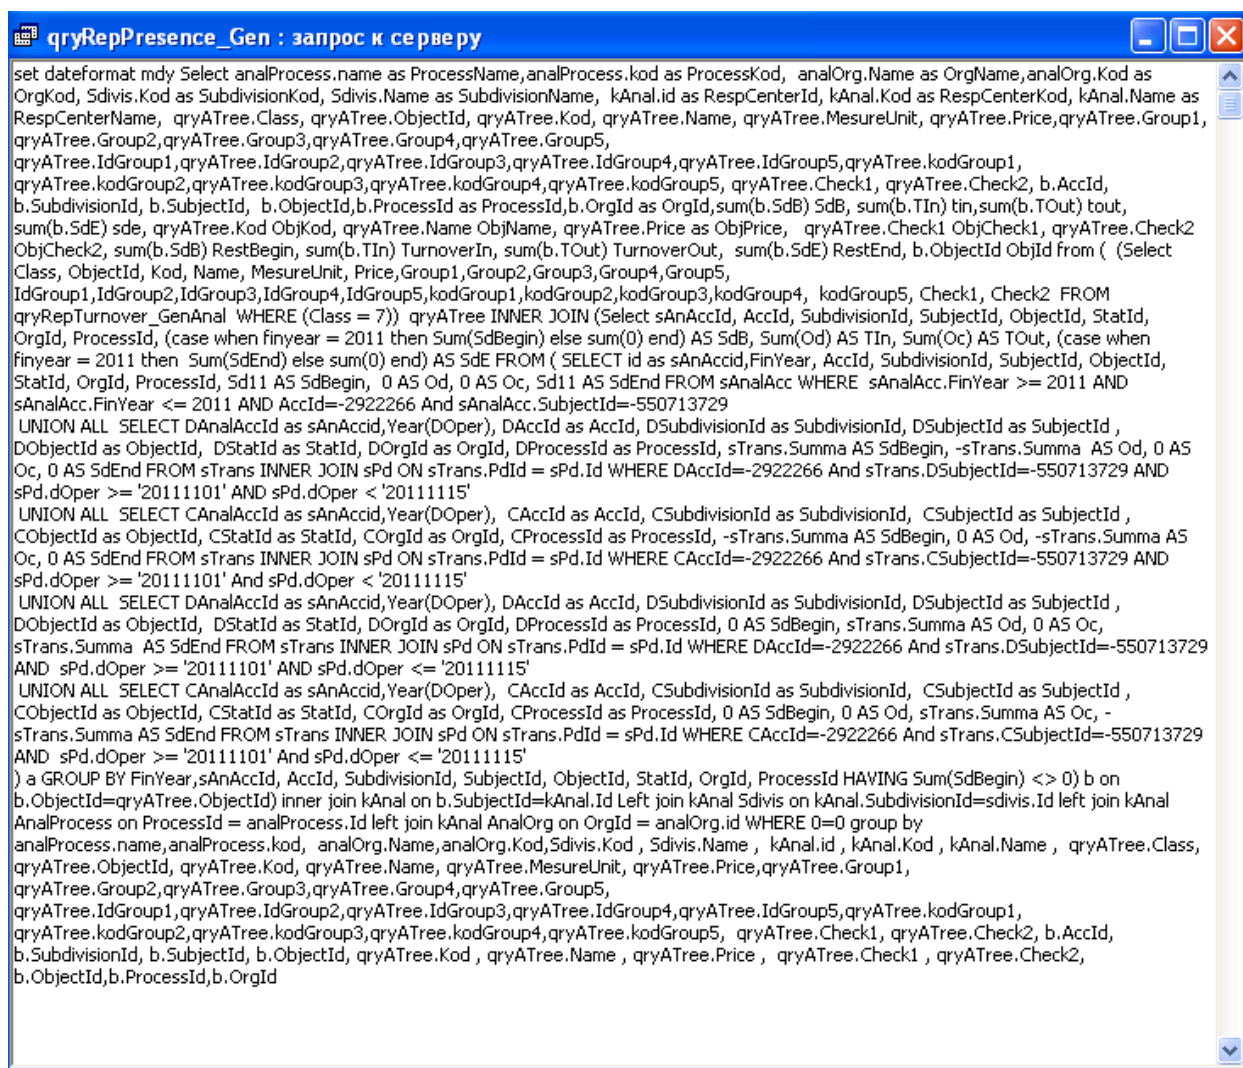 qryRepPresence_Gen : запрос к серверу
set dateformat mdy Select analProcess.name as ProcessName,analProcess.kod as ProcessKod,  analOrg.Name as OrgName,analOrg.Kod as
OrgKod, Sdivis.Kod as SubdivisionKod, Sdivis.Name as SubdivisionName,  kAnal.id as RespCenterId, kAnal.Kod as RespCenterKod, kAnal.Name as
RespCenterName,  qryATree.Class, qryATree.ObjectId, qryATree.Kod, qryATree.Name, qryATree.MesureUnit, qryATree.Price,qryATree.Group1,
qryATree.Group2,qryATree.Group3,qryATree.Group4,qryATree.Group5,
qryATree.IdGroup1,qryATree.IdGroup2,qryATree.IdGroup3,qryATree.IdGroup4,qryATree.IdGroup5,qryATree.kodGroup1,
qryATree.kodGroup2,qryATree.kodGroup3,qryATree.kodGroup4,qryATree.kodGroup5, qryATree.Check1, qryATree.Check2, b.AccId,
b.SubdivisionId, b.SubjectId,  b.ObjectId,b.ProcessId as ProcessId,b.OrgId as OrgId,sum(b.SdB) SdB, sum(b.TIn) tin,sum(b.TOut) tout,
sum(b.SdE) sde, qryATree.Kod ObjKod, qryATree.Name ObjName, qryATree.Price as ObjPrice,   qryATree.Check1 ObjCheck1, qryATree.Check2
ObjCheck2, sum(b.SdB) RestBegin, sum(b.TIn) TurnoverIn, sum(b.TOut) TurnoverOut,  sum(b.SdE) RestEnd, b.ObjectId ObjId from (  (Select
Class, ObjectId, Kod, Name, MesureUnit, Price,Group1,Group2,Group3,Group4,Group5,
IdGroup1,IdGroup2,IdGroup3,IdGroup4,IdGroup5,kodGroup1,kodGroup2,kodGroup3,kodGroup4,  kodGroup5, Check1, Check2  FROM
qryRepTurnover_GenAnal  WHERE (Class = 7))  qryATree INNER JOIN (Select sAnAccId, AccId, SubdivisionId, SubjectId, ObjectId, StatId,
OrgId, ProcessId, (case when finyear = 2011 then Sum(SdBegin) else sum(0) end) AS SdB, Sum(Od) AS TIn, Sum(Oc) AS TOut, (case when
finyear = 2011 then  Sum(SdEnd) else sum(0) end) AS SdE FROM ( SELECT id as sAnAccid,FinYear, AccId, SubdivisionId, SubjectId, ObjectId,
StatId, OrgId, ProcessId, Sd11 AS SdBegin,  0 AS Od, 0 AS Oc, Sd11 AS SdEnd FROM sAnalAcc WHERE  sAnalAcc.FinYear >= 2011 AND
sAnalAcc.FinYear <= 2011 AND AccId=-2922266 And sAnalAcc.SubjectId=-550713729
UNION ALL  SELECT DAnalAccId as sAnAccid,Year(DOper), DAccId as AccId, DSubdivisionId as SubdivisionId, DSubjectId as SubjectId ,
DObjectId as ObjectId,  DStatId as StatId, DOrgId as OrgId, DProcessId as ProcessId, sTrans.Summa AS SdBegin, -sTrans.Summa  AS Od, 0 AS
Oc, 0 AS SdEnd FROM sTrans INNER JOIN sPd ON sTrans.PdId = sPd.Id WHERE DAccId=-2922266 And sTrans.DSubjectId=-550713729 AND
sPd.dOper >= '20111101' AND sPd.dOper < '20111115'
UNION ALL  SELECT CAnalAccId as sAnAccid,Year(DOper),  CAccId as AccId, CSubdivisionId as SubdivisionId,  CSubjectId as SubjectId ,
CObjectId as ObjectId, CStatId as StatId, COrgId as OrgId, CProcessId as ProcessId, -sTrans.Summa AS SdBegin, 0 AS Od, -sTrans.Summa AS
Oc, 0 AS SdEnd FROM sTrans INNER JOIN sPd ON sTrans.PdId = sPd.Id WHERE CAccId=-2922266 And sTrans.CSubjectId=-550713729 AND
sPd.dOper >= '20111101' And sPd.dOper < '20111115'
UNION ALL  SELECT DAnalAccId as sAnAccid,Year(DOper), DAccId as AccId, DSubdivisionId as SubdivisionId, DSubjectId as SubjectId ,
DObjectId as ObjectId,  DStatId as StatId, DOrgId as OrgId, DProcessId as ProcessId, 0 AS SdBegin, sTrans.Summa AS Od, 0 AS Oc,
sTrans.Summa  AS SdEnd FROM sTrans INNER JOIN sPd ON sTrans.PdId = sPd.Id WHERE DAccId=-2922266 And sTrans.DSubjectId=-550713729
AND  sPd.dOper >= '20111101' AND sPd.dOper <= '20111115'
UNION ALL  SELECT CAnalAccId as sAnAccid,Year(DOper),  CAccId as AccId, CSubdivisionId as SubdivisionId,  CSubjectId as SubjectId ,
CObjectId as ObjectId, CStatId as StatId, COrgId as OrgId, CProcessId as ProcessId, 0 AS SdBegin, 0 AS Od, sTrans.Summa AS Oc, -
sTrans.Summa AS SdEnd FROM sTrans INNER JOIN sPd ON sTrans.PdId = sPd.Id WHERE CAccId=-2922266 And sTrans.CSubjectId=-550713729
AND  sPd.dOper >= '20111101' And sPd.dOper <= '20111115'
) a GROUP BY FinYear,sAnAccId, AccId, SubdivisionId, SubjectId, ObjectId, StatId, OrgId, ProcessId HAVING Sum(SdBegin) <> 0) b on
b.ObjectId=qryATree.ObjectId) inner join kAnal on b.SubjectId=kAnal.Id Left join kAnal Sdivis on kAnal.SubdivisionId=sdivis.Id left join kAnal
AnalProcess on ProcessId = analProcess.Id left join kAnal AnalOrg on OrgId = analOrg.id WHERE 0=0 group by
analProcess.name,analProcess.kod,  analOrg.Name,analOrg.Kod,Sdivis.Kod , Sdivis.Name ,  kAnal.id , kAnal.Kod , kAnal.Name ,  qryATree.Class,
qryATree.ObjectId, qryATree.Kod, qryATree.Name, qryATree.MesureUnit, qryATree.Price,qryATree.Group1,
qryATree.Group2,qryATree.Group3,qryATree.Group4,qryATree.Group5,
qryATree.IdGroup1,qryATree.IdGroup2,qryATree.IdGroup3,qryATree.IdGroup4,qryATree.IdGroup5,qryATree.kodGroup1,
qryATree.kodGroup2,qryATree.kodGroup3,qryATree.kodGroup4,qryATree.kodGroup5,  qryATree.Check1, qryATree.Check2, b.AccId,
b.SubdivisionId, b.SubjectId, b.ObjectId, qryATree.Kod , qryATree.Name , qryATree.Price ,  qryATree.Check1 , qryATree.Check2,
b.ObjectId,b.ProcessId,b.OrgId